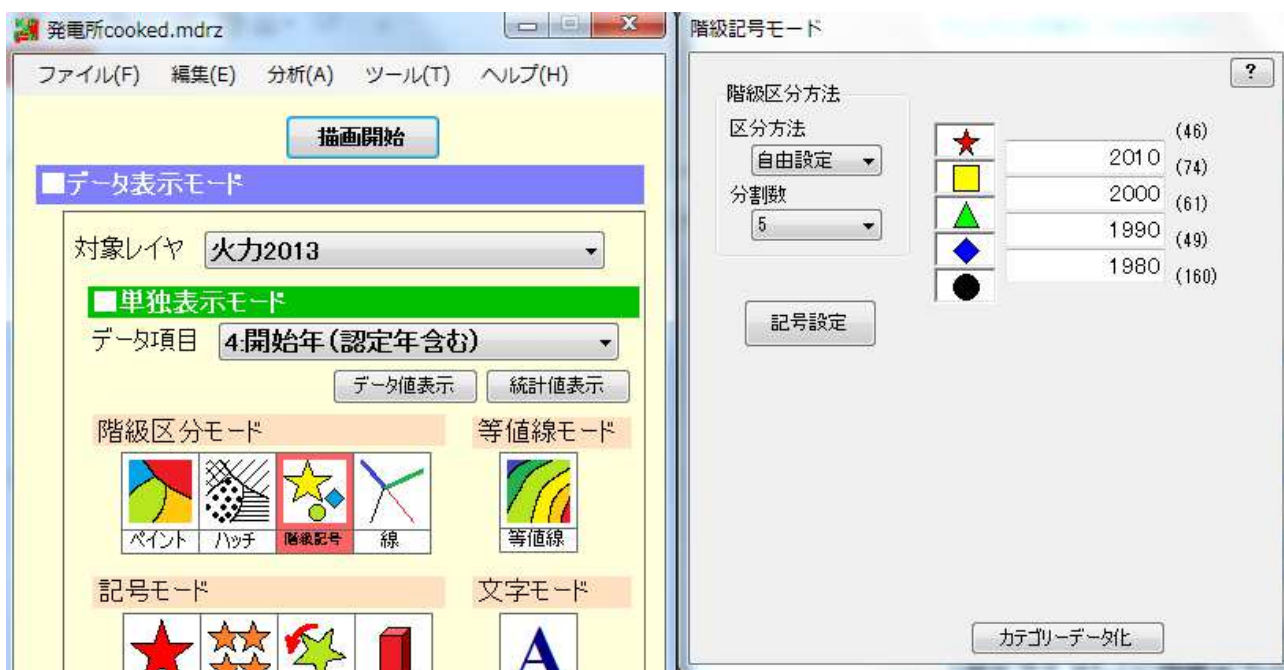 発電所cooked.mdrz
ファイル(F) 編集(E) 分析(A) ツール(T) ヘルプ(H)
描画開始
■データ表示モード
対象レイヤ 火力2013
■単独表示モード
データ項目 4:開始年(認定年含む)
データ値表示 統計値表示
階級区分モード 等値線モード
ペイント ハッチ 階級記号 線 等値線
記号モード 文字モード
A
階級記号モード
?
階級区分方法
区分方法
自由設定
分割数
5
記号設定
(46)
2010 (74)
2000 (61)
1990 (49)
1980 (160)
カテゴリーデータ化